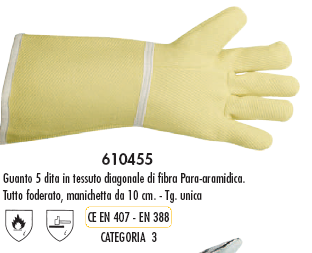 610455
Guanto 5 dita in tessuto diagonale di fibra Para-aramidica.
Tutto foderato, manichetta da 10 cm. - Tg. unica
CE EN 407 - EN 388
CATEGORIA 3